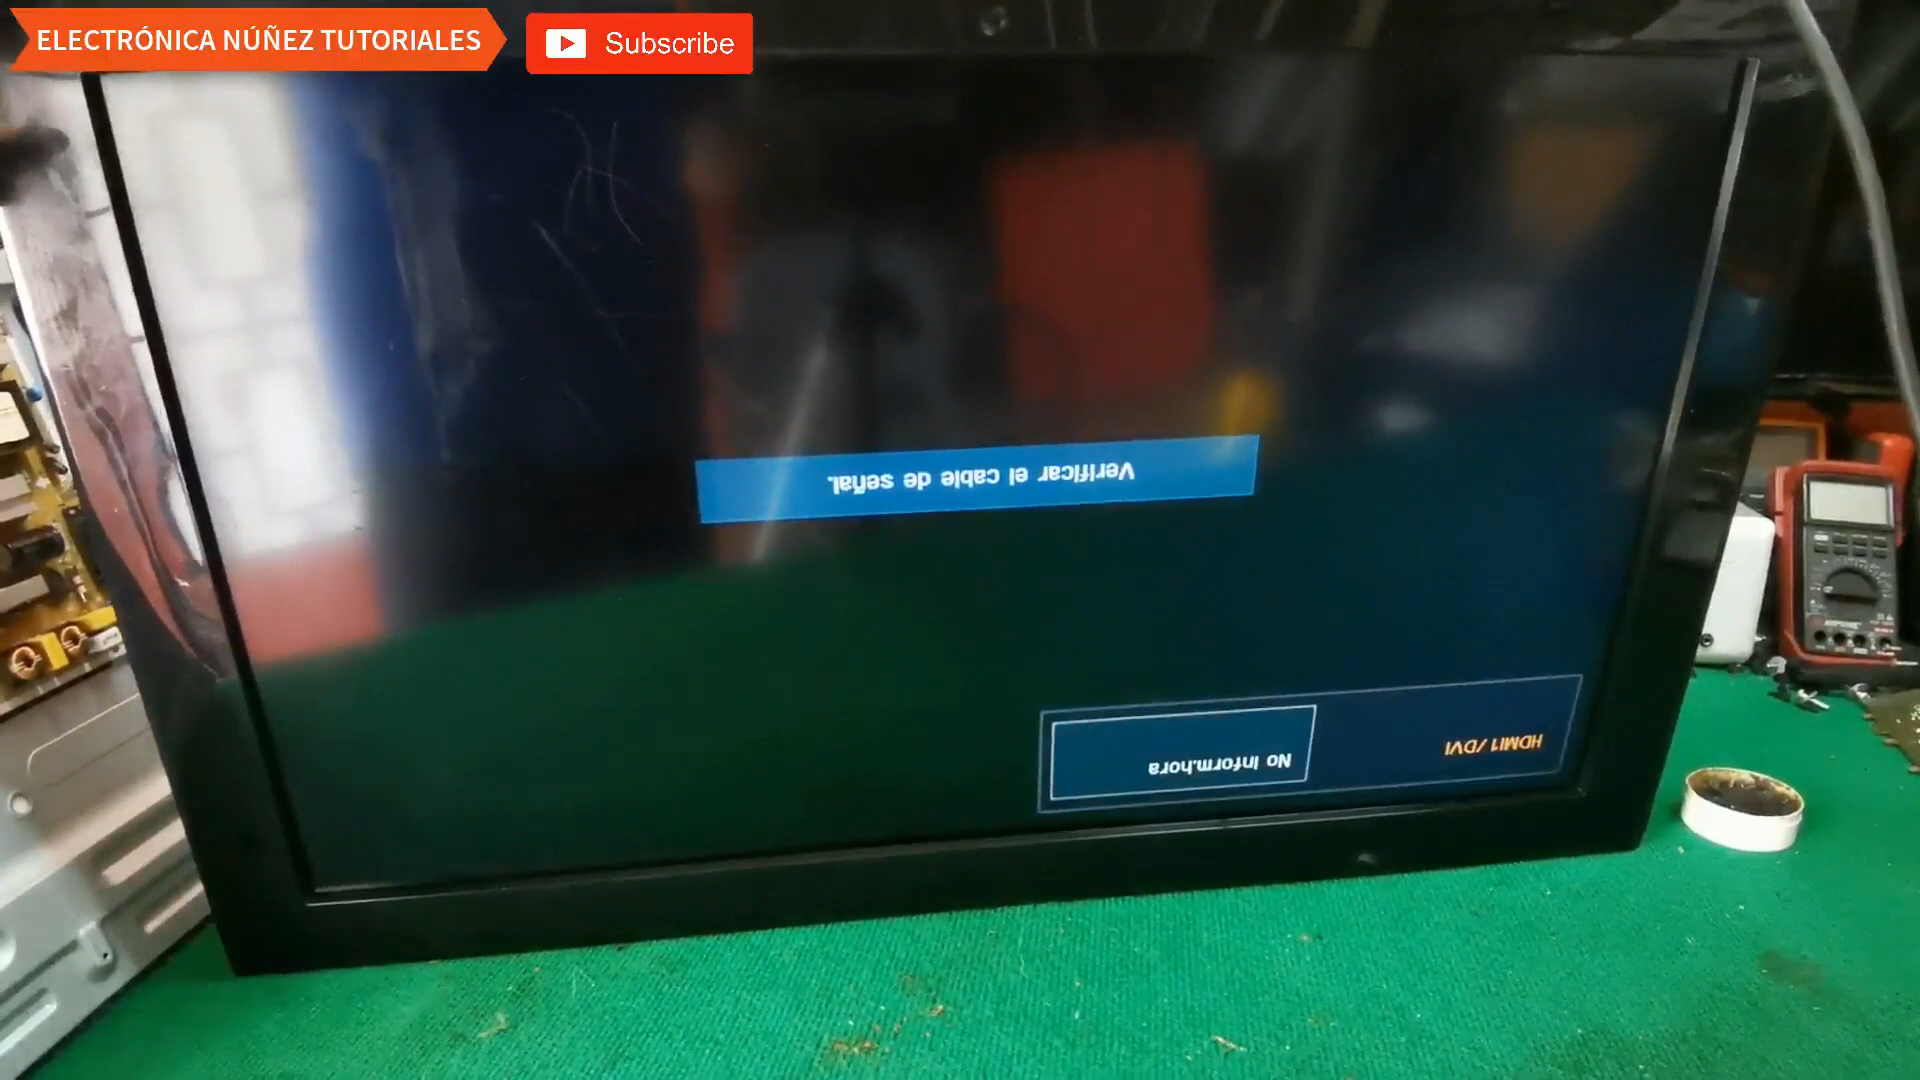 ELECTRÓNICA NÚÑEZ TUTORIALES
Subscribe
Verificar el cable de señal.
HDMI1 /DVI
No Inform.hora